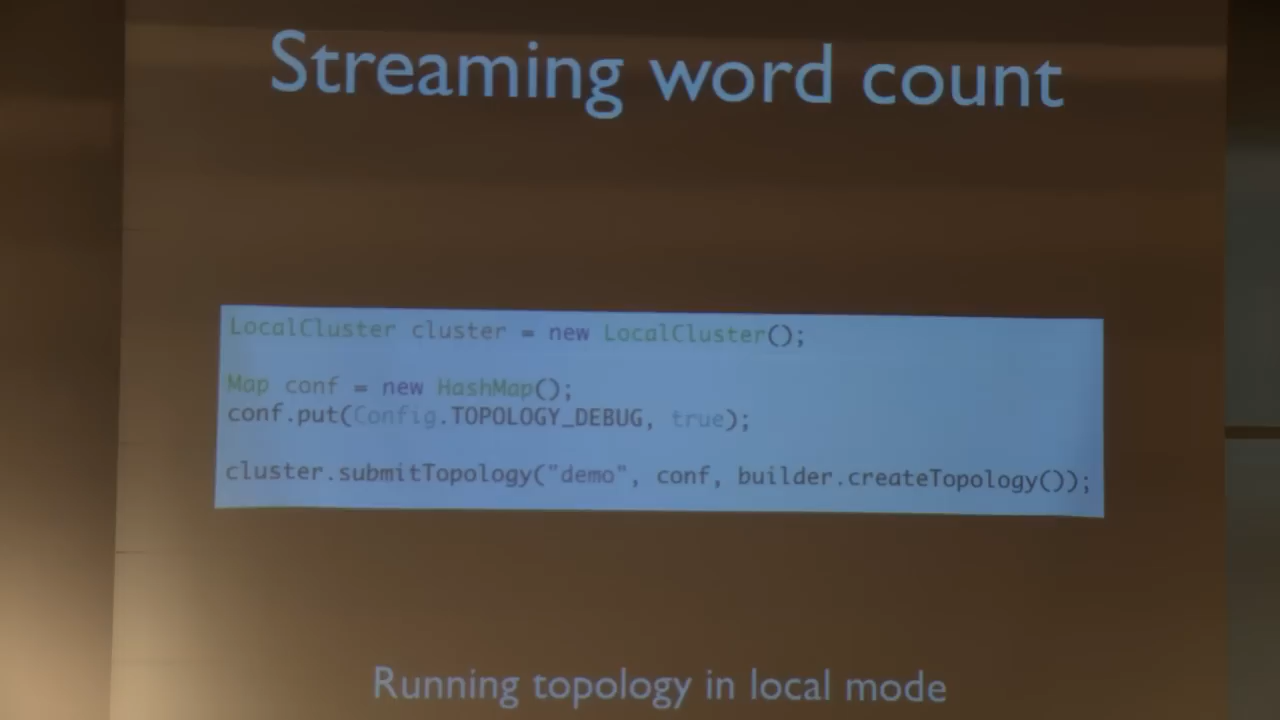 Streaming word count
LocalCluster cluster = new LocalCluster();
Map conf = new HashMap();
conf.put(Config.TOPOLOGY_DEBUG, true);
cluster.submitTopology("demo", conf, builder.createTopology());
Running topology in local mode